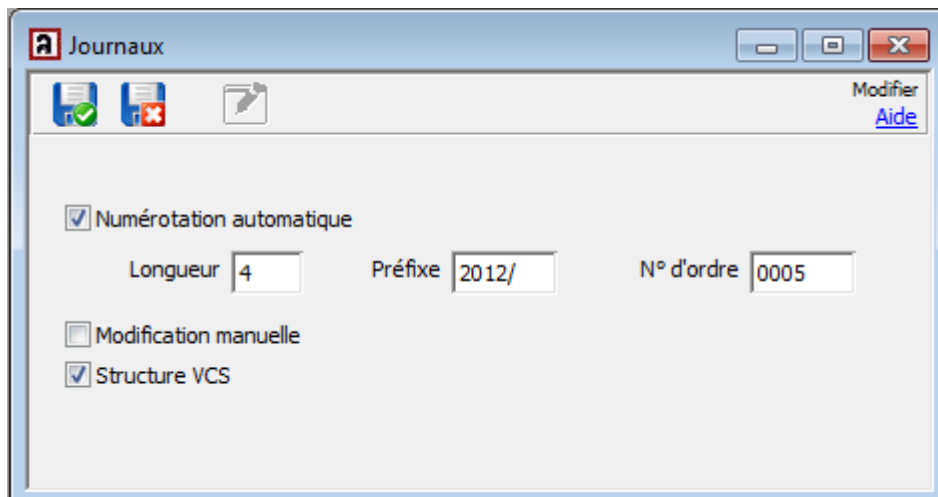 a Journaux
Modifier
Aide
Numérotation automatique
Longueur 4 Préfixe 2012/ N° d'ordre 0005
Modification manuelle
Structure VCS